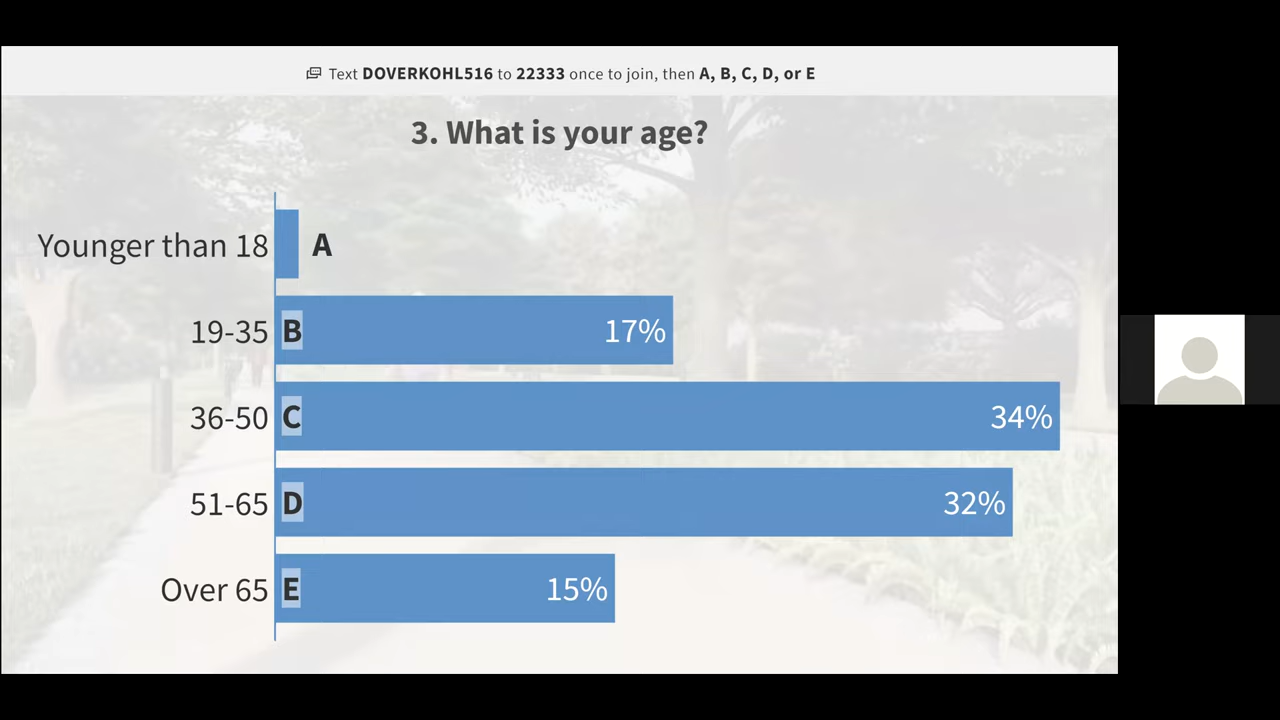 Text DOVERKOHL516 to 22333 once to join, then A, B, C, D, or E
3. What is your age?
Younger than 18 A
19-35 B 17%
36-50 C 34%
51-65 D 32%
Over 65 E 15%